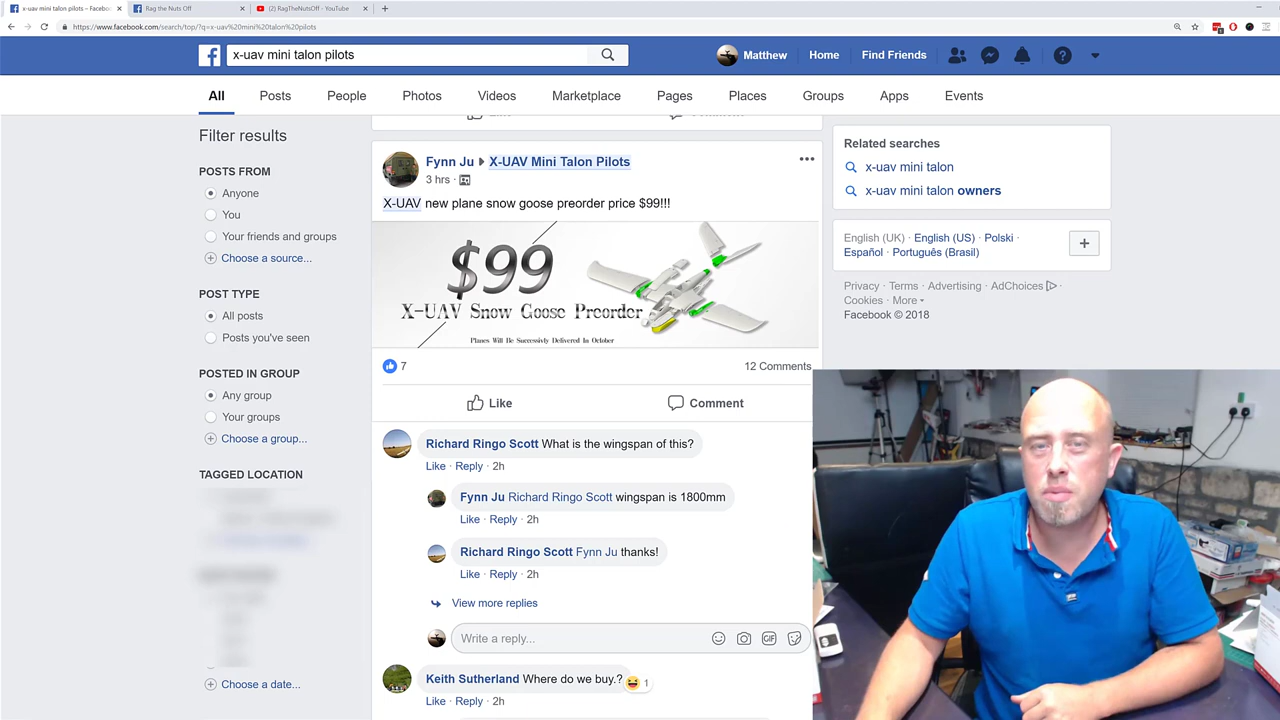 x-uav mini talon pilots – Faceboo
Rag the Nuts Off
(2) RagTheNutsOff - YouTube
https://www.facebook.com/search/top/?q=x-uav%20mini%20talon%20pilots
x-uav mini talon pilots
Matthew
Home
Find Friends
All
Posts
People
Photos
Videos
Marketplace
Pages
Places
Groups
Apps
Events
Filter results
POSTS FROM
Anyone
You
Your friends and groups
Choose a source...
POST TYPE
All posts
Posts you've seen
POSTED IN GROUP
Any group
Your groups
Choose a group...
TAGGED LOCATION
Choose a date...
Fynn Ju X-UAV Mini Talon Pilots
3 hrs ·
X-UAV new plane snow goose preorder price $99!!!
$99
X-UAV Snow Goose Preorder
Planes Will Be Successivly Delivered In October
7
12 Comments
Like
Comment
Richard Ringo Scott What is the wingspan of this?
Like · Reply · 2h
Fynn Ju Richard Ringo Scott wingspan is 1800mm
Like · Reply · 2h
Richard Ringo Scott Fynn Ju thanks!
Like · Reply · 2h
View more replies
Write a reply...
GIF
Keith Sutherland Where do we buy.?
1
Like · Reply · 2h
Related searches
x-uav mini talon
x-uav mini talon owners
English (UK) · English (US) · Polski ·
Español · Português (Brasil)
Privacy · Terms · Advertising · AdChoices ·
Cookies · More
Facebook © 2018